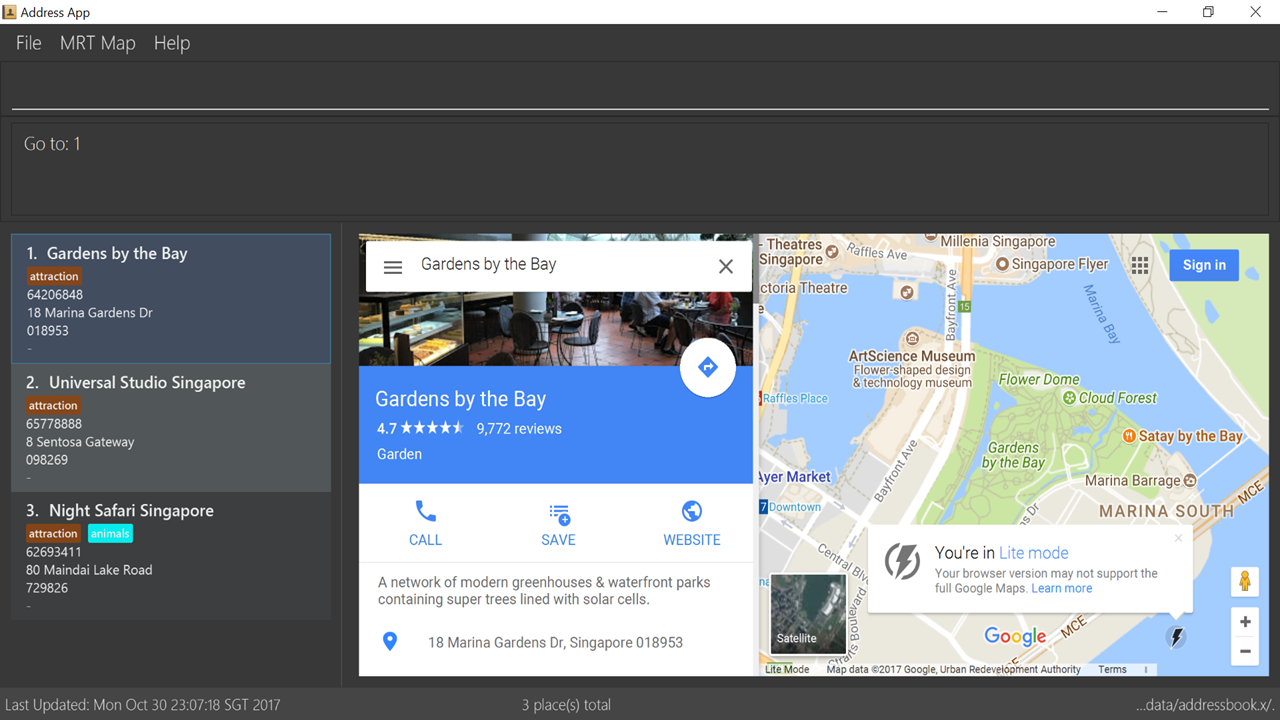 Address App
File MRT Map Help
Go to: 1
1. Gardens by the Bay
attraction
64206848
18 Marina Gardens Dr
018953
-
2. Universal Studio Singapore
attraction
65778888
8 Sentosa Gateway
098269
-
3. Night Safari Singapore
attraction animals
62693411
80 Maindai Lake Road
729826
-
Gardens by the Bay
Gardens by the Bay
4.7 9,772 reviews
Garden
CALL SAVE WEBSITE
A network of modern greenhouses & waterfront parks
containing super trees lined with solar cells.
18 Marina Gardens Dr, Singapore 018953
Theatres
Singapore
Raffles Ave
Millenia Singapore
Singapore Flyer
Sign in
ctoria Theatre
Bayfront Ave
15
Marina Bay
ArtScience Museum
Flower-shaped design
& technology museum
Flower Dome
Cloud Forest
Raffles Place
Satay by the Bay
Gardens
by the Bay
Ayer Market
Bayfront Ave
Marina Barrage
MCE
7 Downtown
MARINA SOUTH
You're in Lite mode
Your browser version may not support the
full Google Maps. Learn more
Central Blv
Straits Boulevard
Satellite
Google
MCE
Lite Mode Map data ©2017 Google, Urban Redevelopment Authority Terms
Last Updated: Mon Oct 30 23:07:18 SGT 2017
3 place(s) total
...data/addressbook.x/.